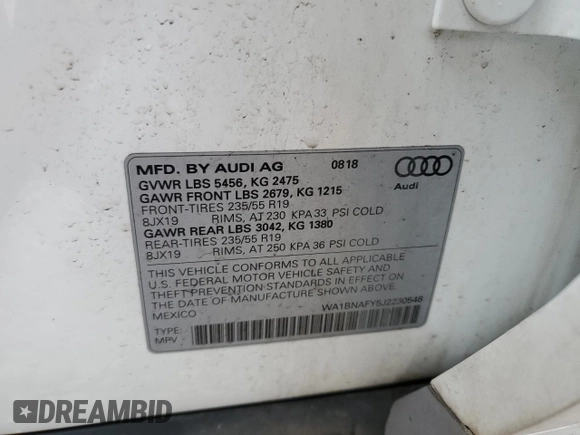 MFD. BY AUDI AG 0818
GVWR LBS 5456, KG 2475
GAWR FRONT LBS 2679, KG 1215
FRONT-TIRES 235/55 R19
8JX19 RIMS, AT 230 KPA 33 PSI COLD
GAWR REAR LBS 3042, KG 1380
REAR-TIRES 235/55 R19
8JX19 RIMS, AT 250 KPA 36 PSI COLD
THIS VEHICLE CONFORMS TO ALL APPLICABLE
U.S. FEDERAL MOTOR VEHICLE SAFETY AND
THEFT PREVENTION STANDARDS IN EFFECT ON
THE DATE OF MANUFACTURE SHOWN ABOVE.
MEXICO
WA1BNAFY5J2230548
TYPE:
MPV
Audi
DREAMBID